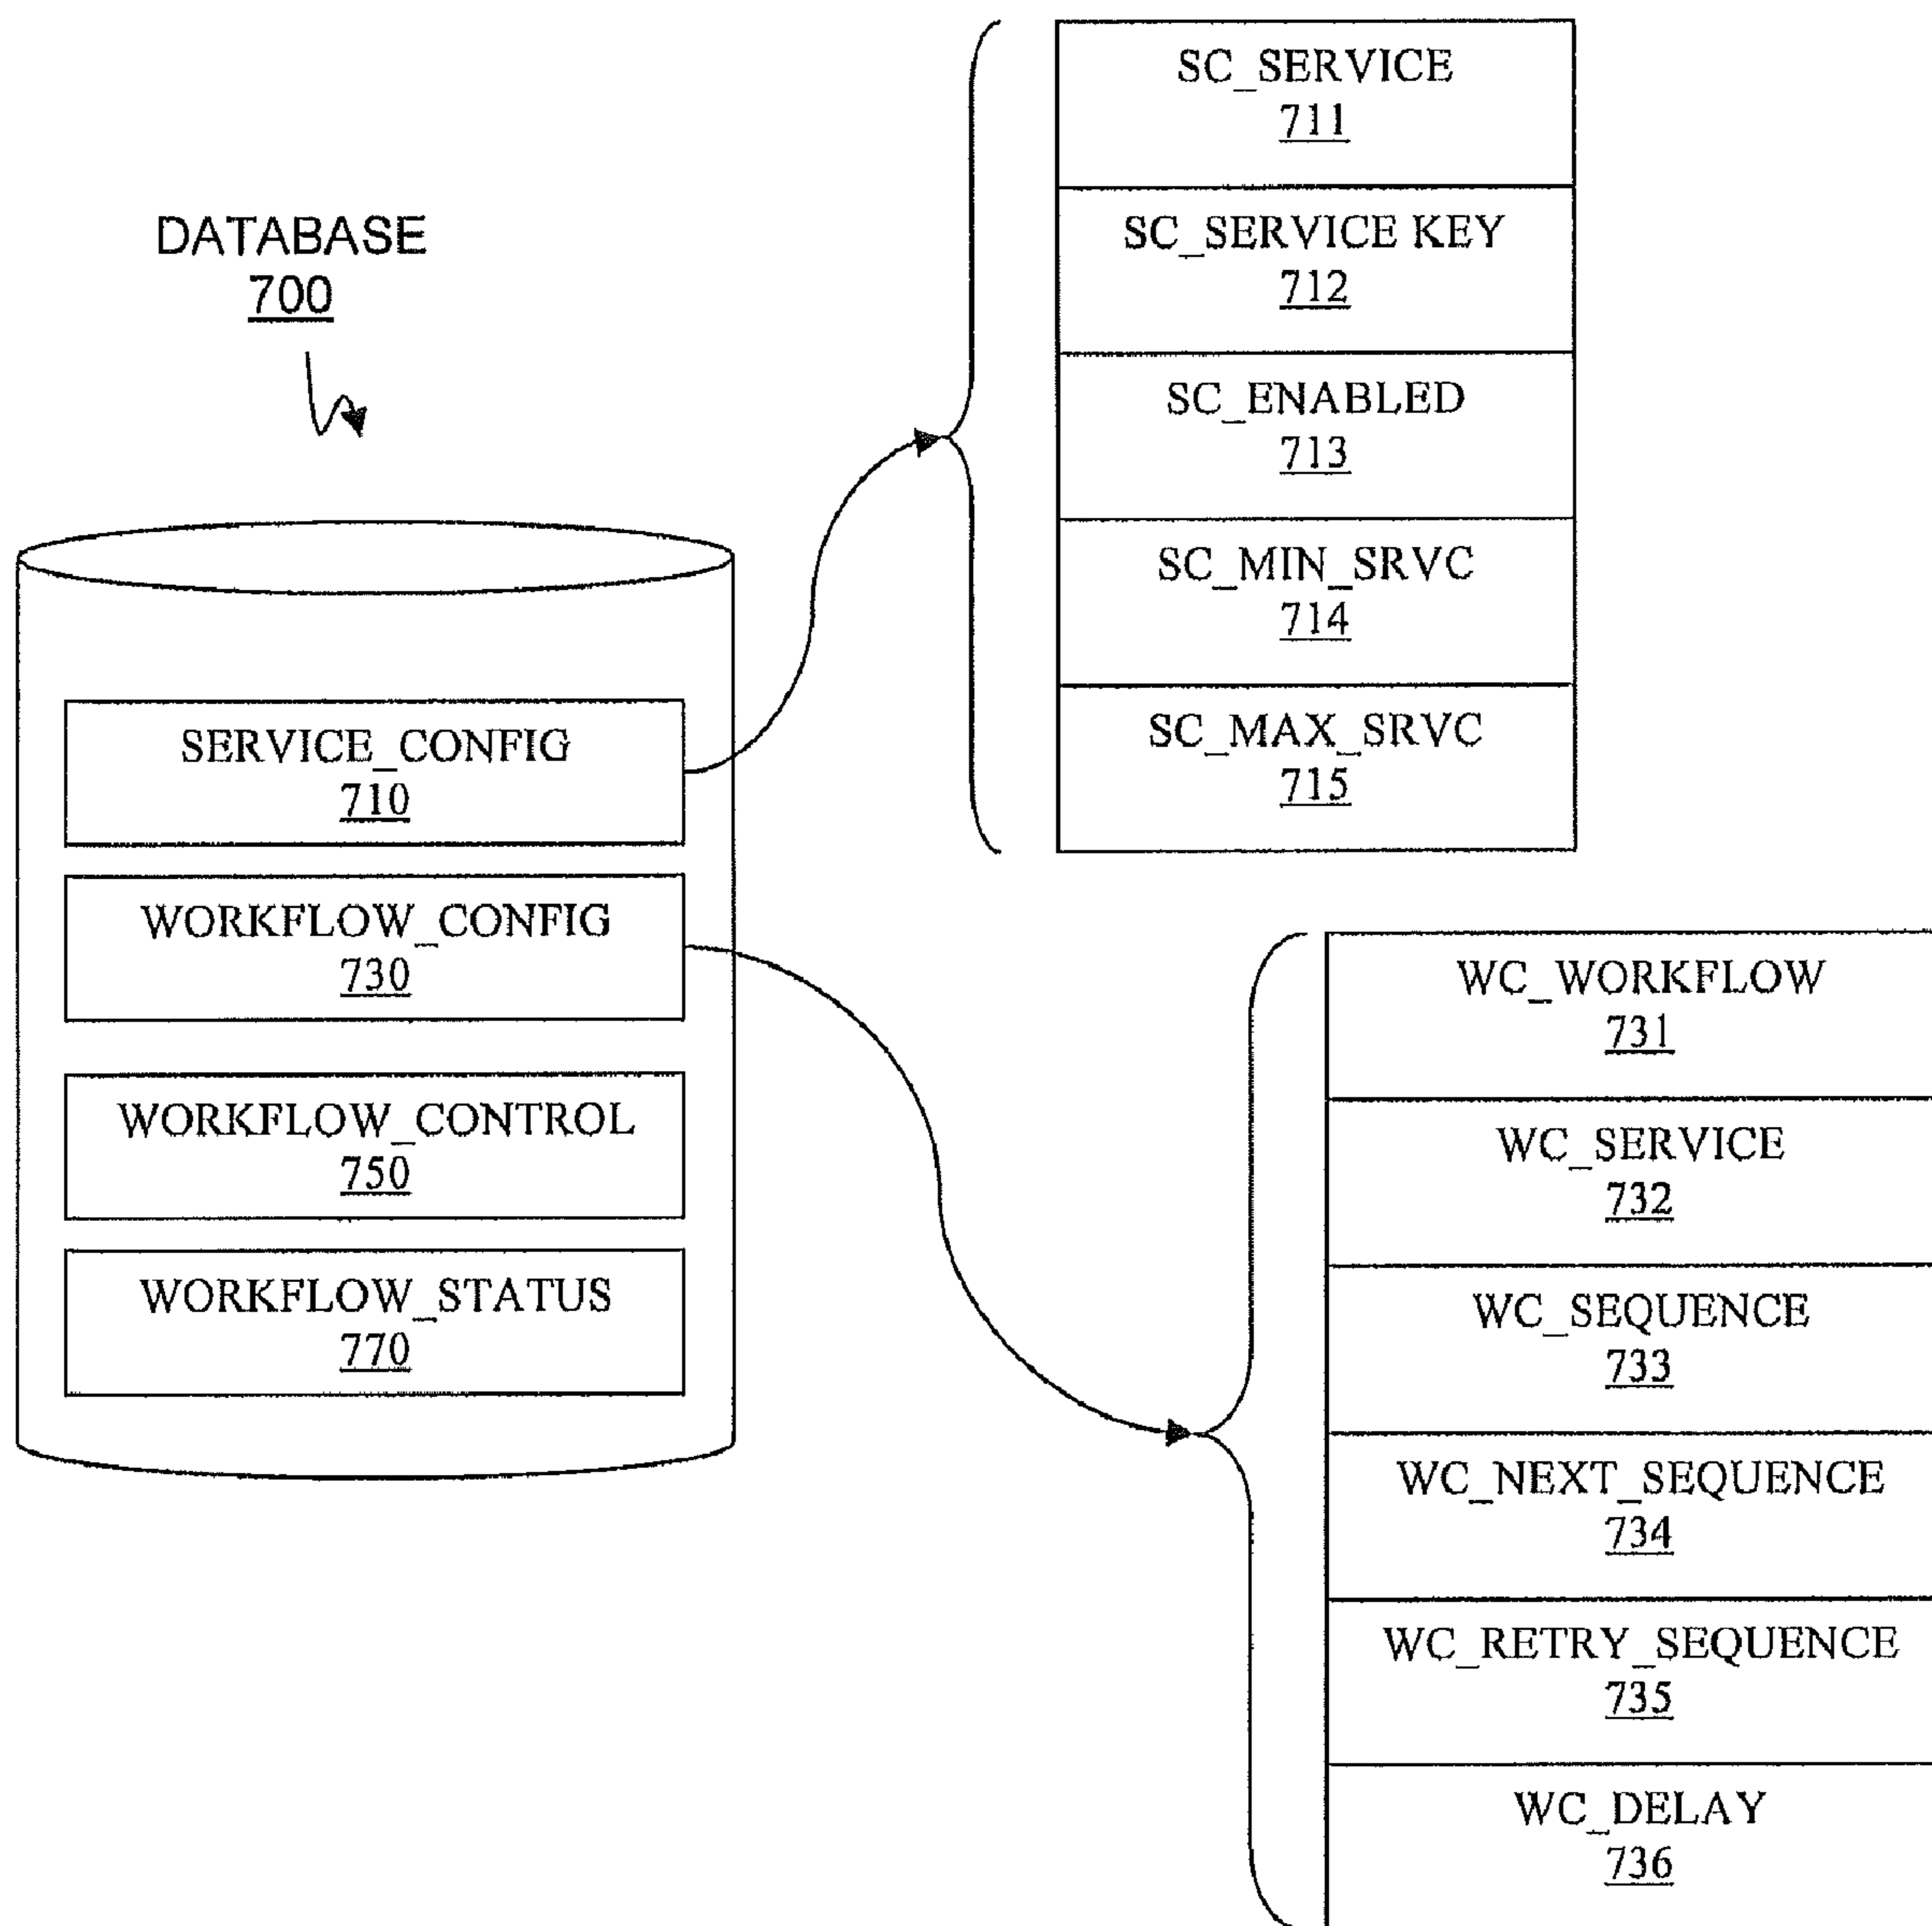 DATABASE
700
SERVICE_CONFIG
710
WORKFLOW_CONFIG
730
WORKFLOW_CONTROL
750
WORKFLOW_STATUS
770
SC_SERVICE
711
SC_SERVICE KEY
712
SC_ENABLED
713
SC_MIN_SRVC
714
SC_MAX_SRVC
715
WC_WORKFLOW
731
WC_SERVICE
732
WC_SEQUENCE
733
WC_NEXT_SEQUENCE
734
WC_RETRY_SEQUENCE
735
WC_DELAY
736